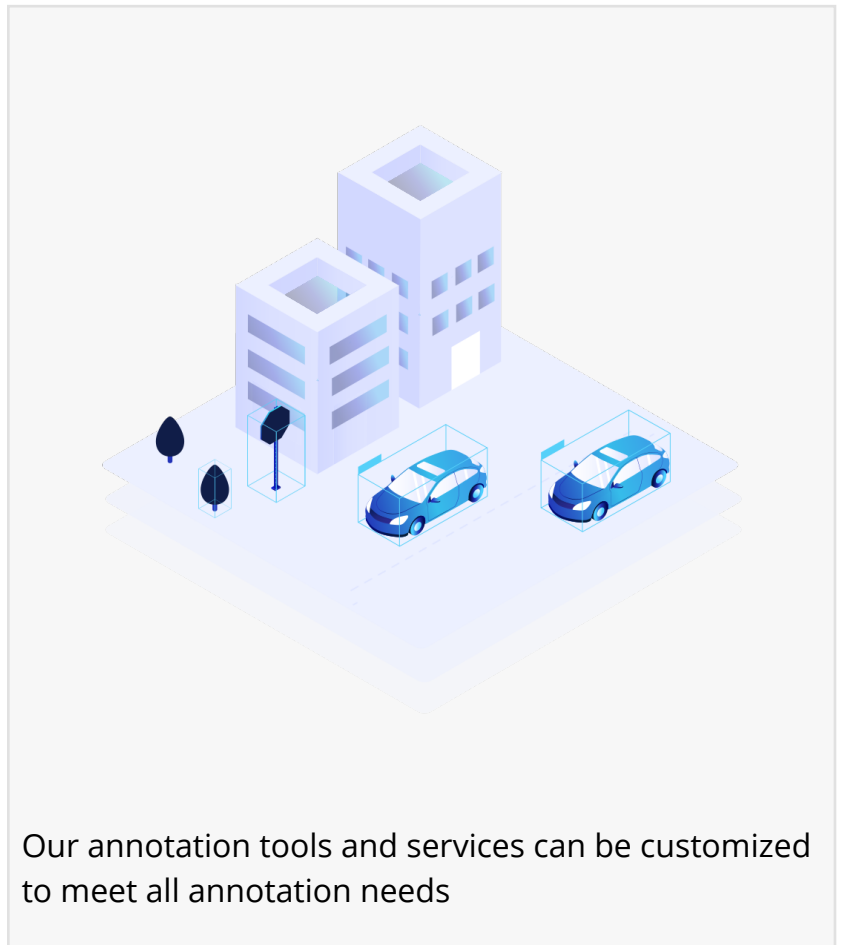 Our annotation tools and services can be customized
to meet all annotation needs